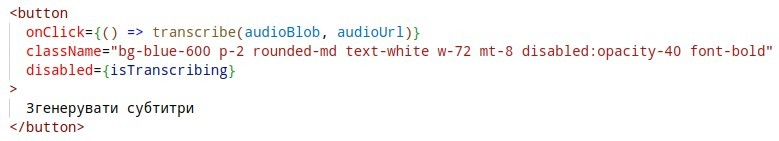 <button
onClick={() => transcribe(audioBlob, audioUrl)}
className="bg-blue-600 p-2 rounded-md text-white w-72 mt-8 disabled:opacity-40 font-bold"
disabled={isTranscribing}
>
Згенерувати субтитри
</button>